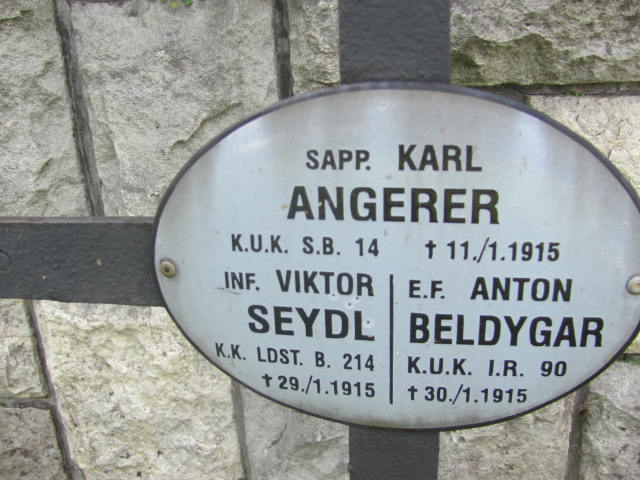 SAPP. KARL
ANGERER
K.U.K. S.B. 14 † 11./1.1915
INF. VIKTOR
SEYDL
K.K. LDST. B. 214
† 29./1.1915
E.F. ANTON
BELDYGAR
K.U.K. I.R. 90
† 30./1.1915